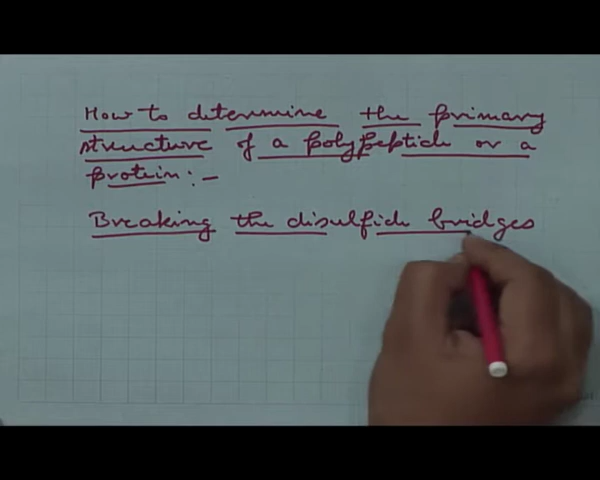 How to determine the primary
structure of a polypeptide or a
protein:-
Breaking the disulfide bridges